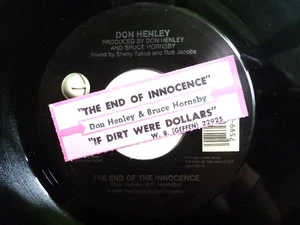 DON HENLEY
PRODUCED BY DON HENLEY
AND BRUCE HORNSBY
Mixed by Shelly Yakus and Rob Jacobs
"THE END OF INNOCENCE"
Don Henley & Bruce Hornsby
"IF DIRT WERE DOLLARS"
W. B. (GEFFEN) 22925
THE END OF THE INNOCENCE